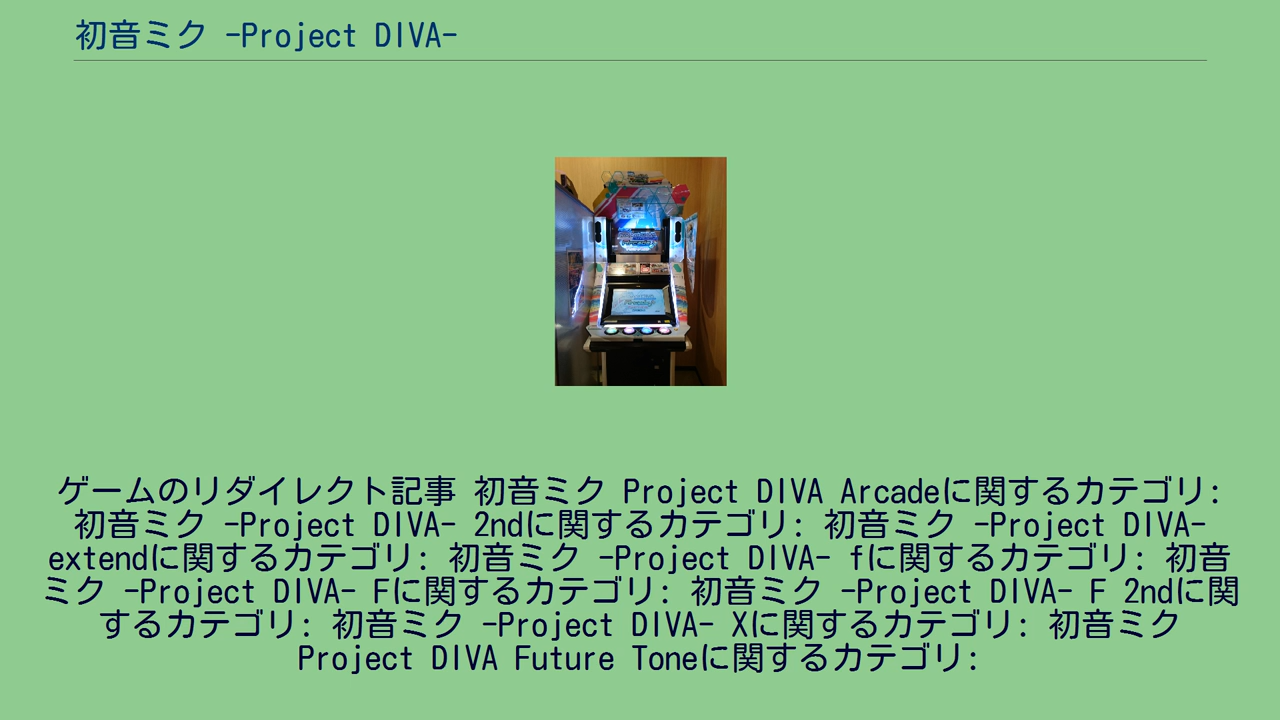 初音ミク -Project DIVA-
ゲームのリダイレクト記事 初音ミク Project DIVA Arcadeに関するカテゴリ:
初音ミク -Project DIVA- 2ndに関するカテゴリ: 初音ミク -Project DIVA-
extendに関するカテゴリ: 初音ミク -Project DIVA- fに関するカテゴリ: 初音
ミク -Project DIVA- Fに関するカテゴリ: 初音ミク -Project DIVA- F 2ndに関
するカテゴリ: 初音ミク -Project DIVA- Xに関するカテゴリ: 初音ミク
Project DIVA Future Toneに関するカテゴリ: